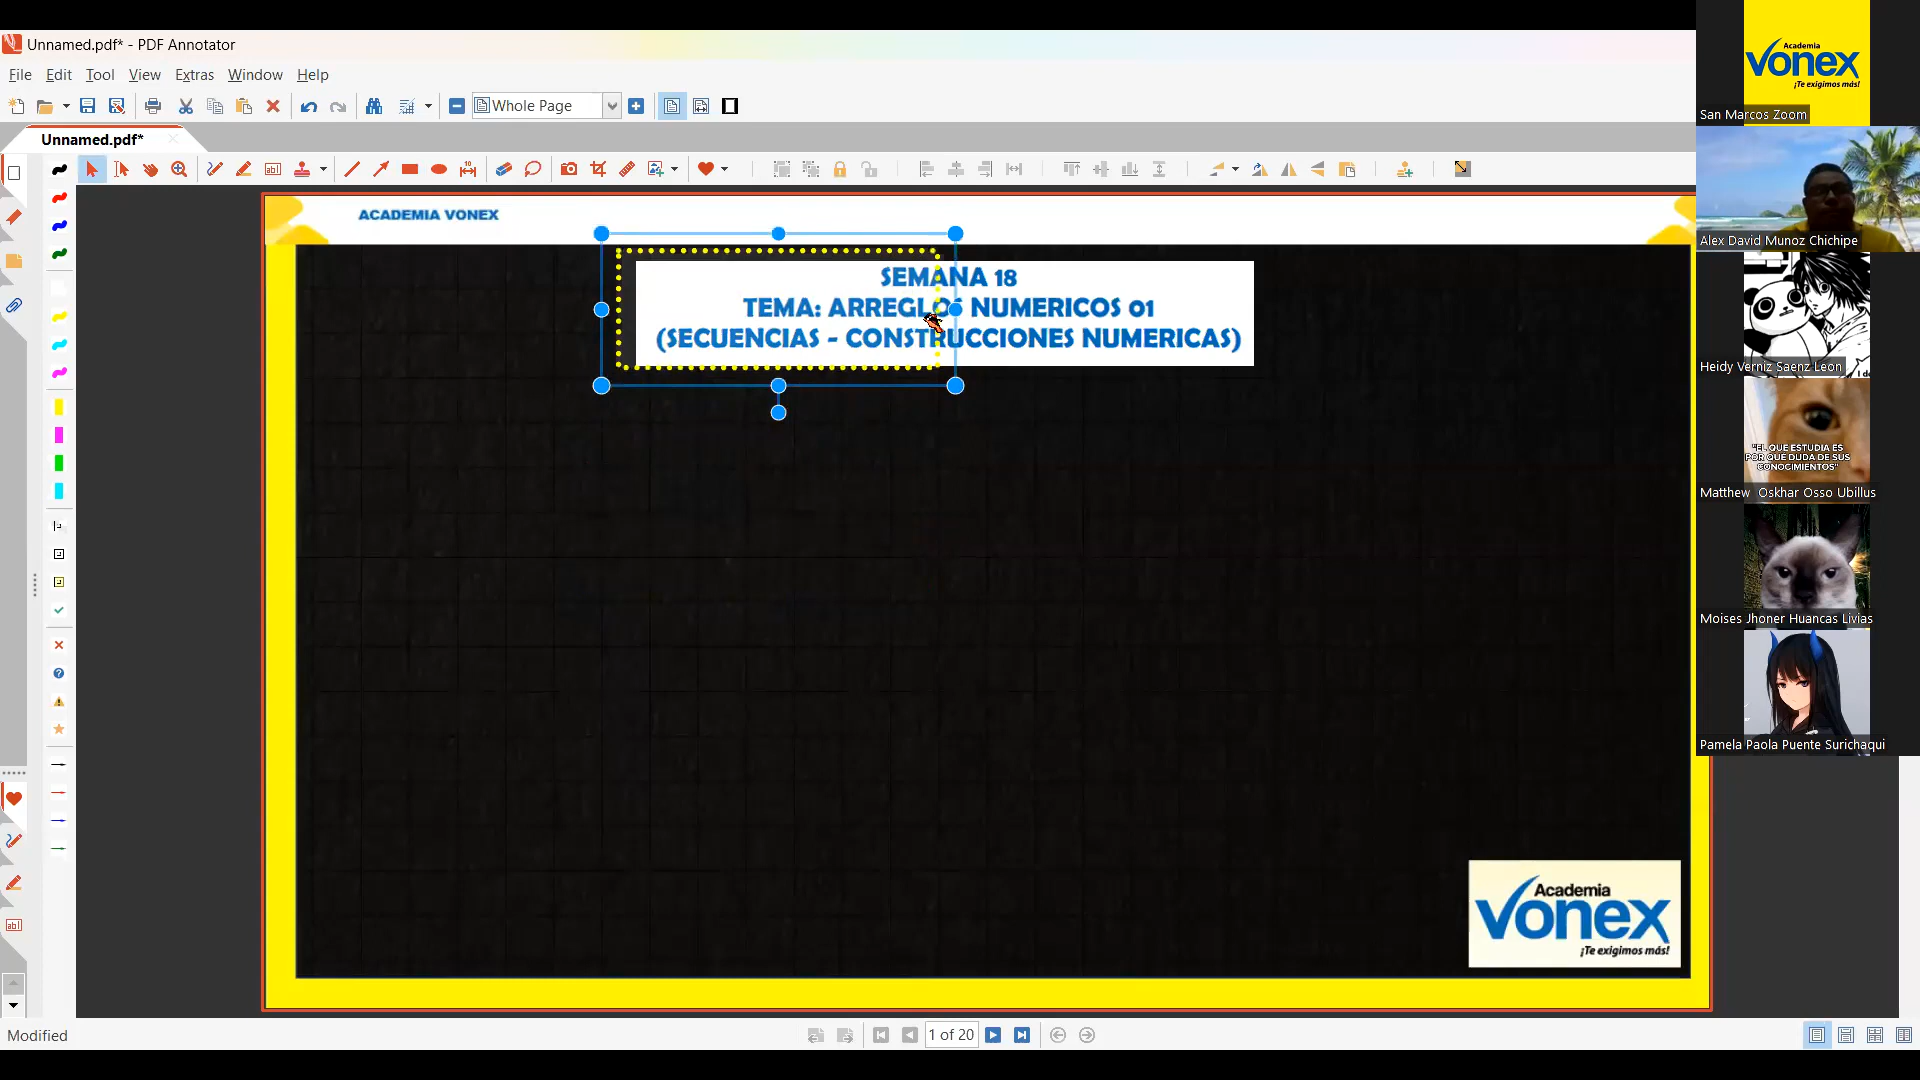 Unnamed.pdf* - PDF Annotator
File Edit Tool View Extras Window Help
Whole Page
Unnamed.pdf*
ACADEMIA VONEX
SEMANA 18
TEMA: ARREGLOS NUMERICOS 01
(SECUENCIAS - CONSTRUCCIONES NUMERICAS)
Academia
vonex
¡Te exigimos más!
Modified
1 of 20
Academia
vonex
¡Te exigimos más!
San Marcos Zoom
Alex David Munoz Chichipe
Heidy Verniz Saenz Leon
"EL QUE ESTUDIA ES
POR QUE DUDA DE SUS
CONOCIMIENTOS"
Matthew Oskhar Osso Ubillus
Moises Jhoner Huancas Livias
Pamela Paola Puente Surichaqui